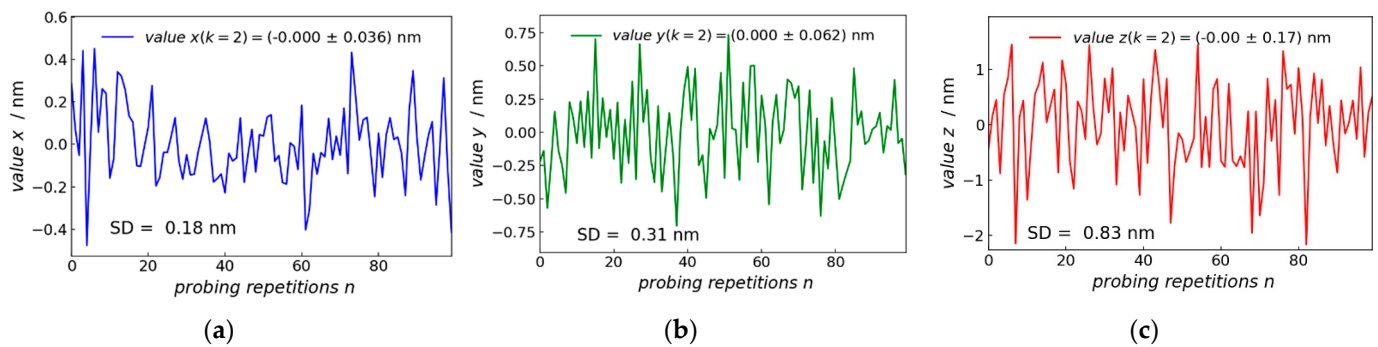 0.6
0.4
0.2
0.0
−0.2
−0.4
value x / nm
value x(k = 2) = (-0.000 ± 0.036) nm
SD = 0.18 nm
0 20 40 60 80
probing repetitions n
(a)
0.75
0.50
0.25
0.00
−0.25
−0.50
−0.75
value y / nm
value y(k = 2) = (0.000 ± 0.062) nm
SD = 0.31 nm
0 20 40 60 80
probing repetitions n
(b)
1
0
−1
−2
value z / nm
value z(k = 2) = (-0.00 ± 0.17) nm
SD = 0.83 nm
0 20 40 60 80
probing repetitions n
(c)